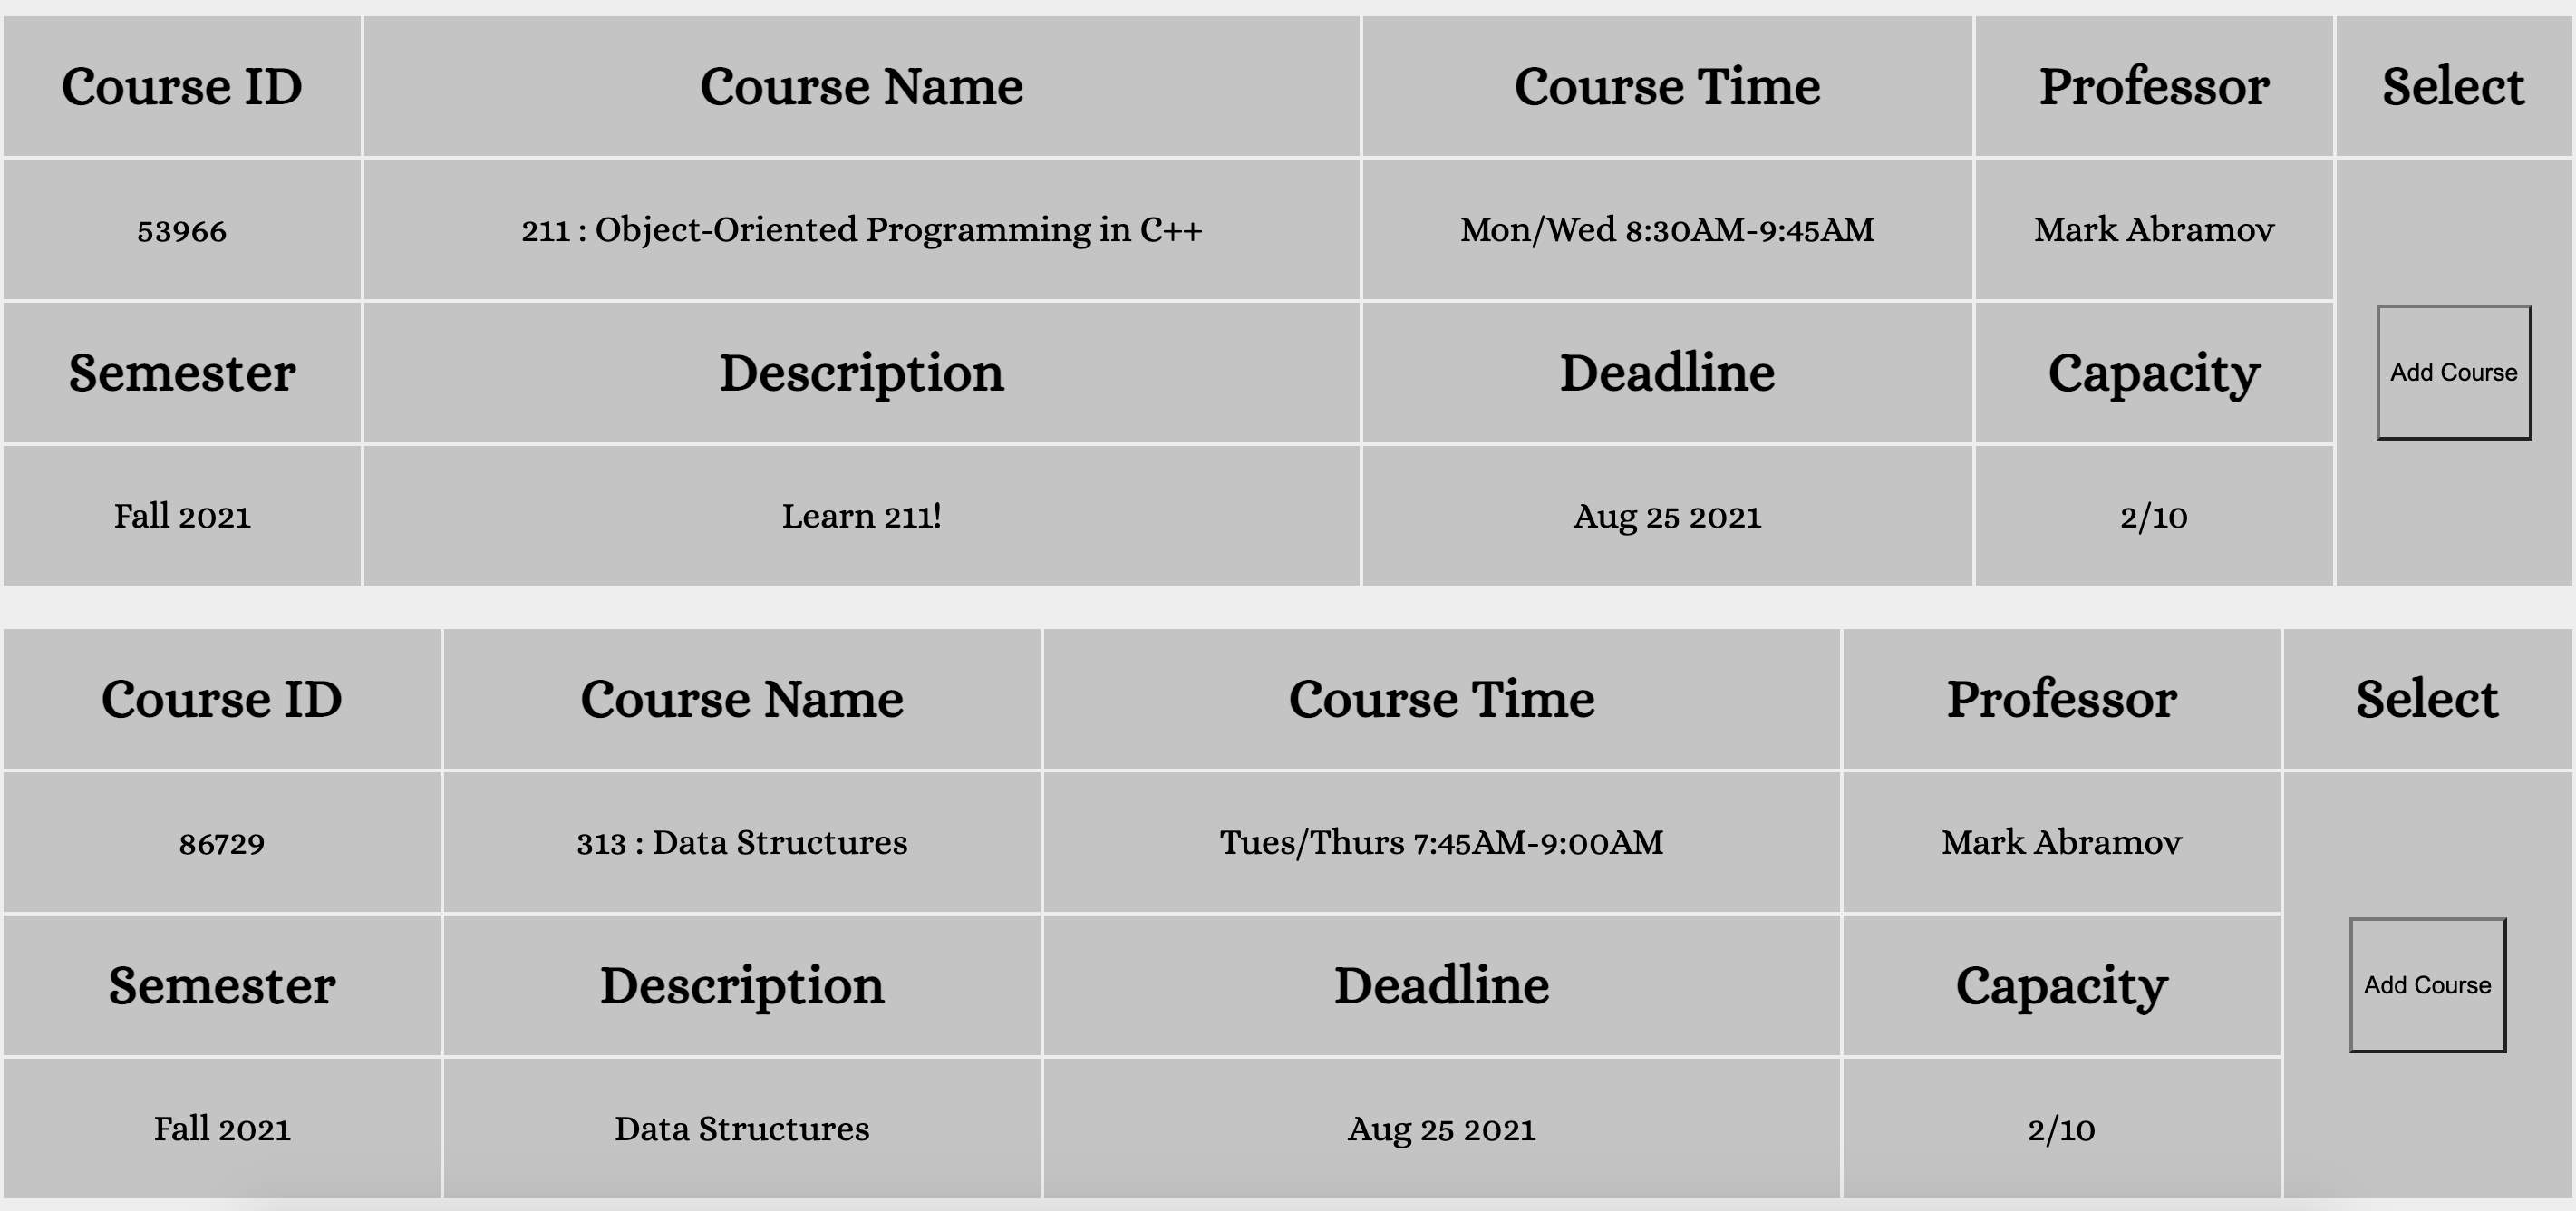 Course ID Course Name Course Time Professor Select
53966 211 : Object-Oriented Programming in C++ Mon/Wed 8:30AM-9:45AM Mark Abramov
Semester Description Deadline Capacity Add Course
Fall 2021 Learn 211! Aug 25 2021 2/10
Course ID Course Name Course Time Professor Select
86729 313 : Data Structures Tues/Thurs 7:45AM-9:00AM Mark Abramov
Semester Description Deadline Capacity Add Course
Fall 2021 Data Structures Aug 25 2021 2/10